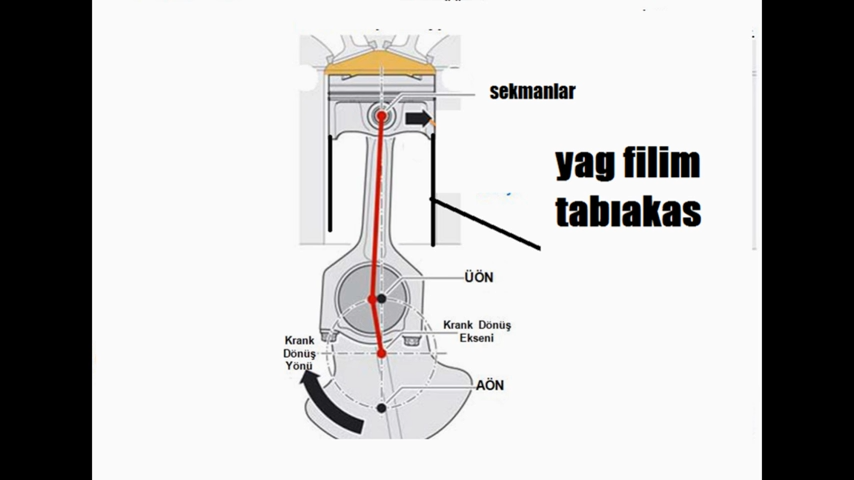 sekmanlar
yag filim
tabıakas
ÜÖN
Krank Dönüş
Ekseni
Krank
Dönüş
Yönü
AÖN